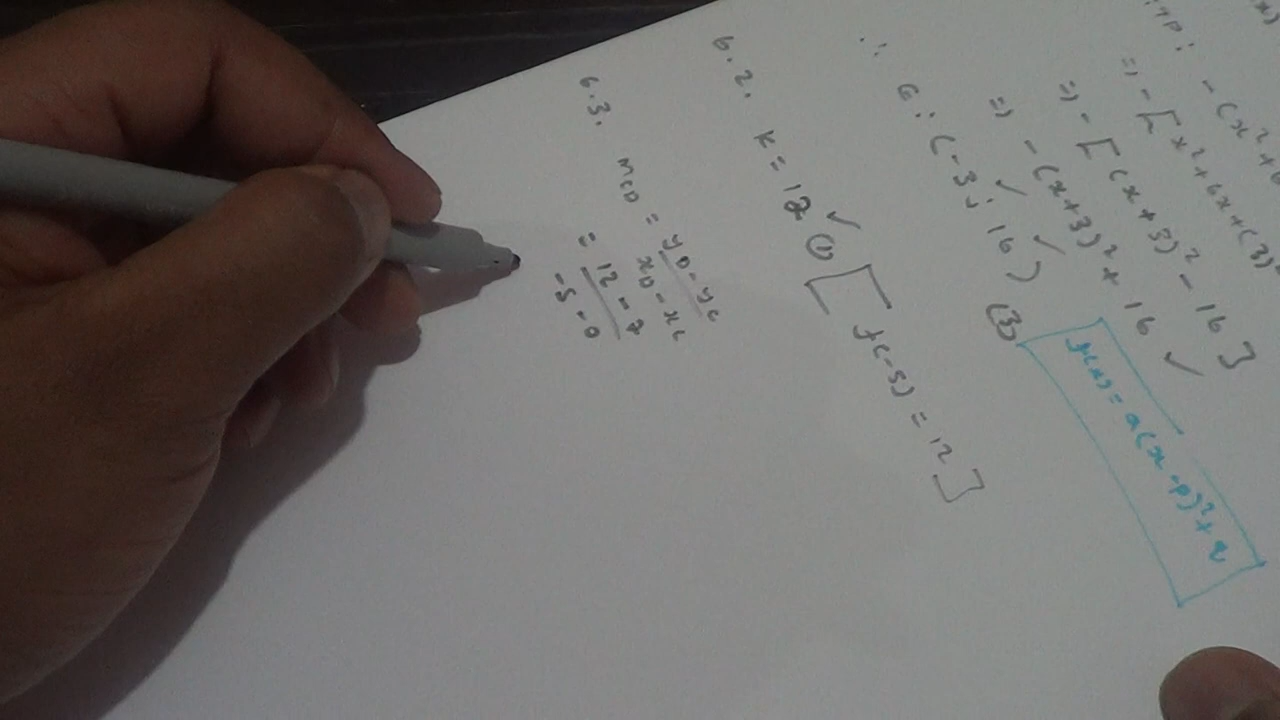 TP: -(x²+6
=> -[x²+6x+(3)²
=> -[(x+3)² - 16]
=> -(x+3)² + 16 ✓
∴ C: (-3 ; 16) (3)
f(x) = a(x-p)² + q
6.2. K = 12 ✓ ① [f(-5) = 12]
6.3. mCD = yD - yC
xD - xC
= 12 - 7
-5 - 0